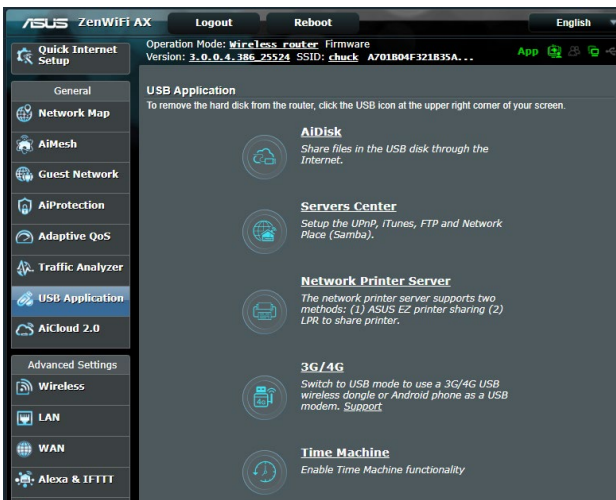 ASUS ZenWiFi AX Logout Reboot English
Quick Internet Setup
Operation Mode: Wireless router Firmware
Version: 3.0.0.4.386_25524 SSID: chuck A701B04F321B35A... App
General
Network Map
AiMesh
Guest Network
AiProtection
Adaptive QoS
Traffic Analyzer
USB Application
AiCloud 2.0
Advanced Settings
Wireless
LAN
WAN
Alexa & IFTTT
USB Application
To remove the hard disk from the router, click the USB icon at the upper right corner of your screen.
AiDisk
Share files in the USB disk through the
Internet.
Servers Center
Setup the UPnP, iTunes, FTP and Network
Place (Samba).
Network Printer Server
The network printer server supports two
methods: (1) ASUS EZ printer sharing (2)
LPR to share printer.
3G/4G
Switch to USB mode to use a 3G/4G USB
wireless dongle or Android phone as a USB
modem. Support
4G
Time Machine
Enable Time Machine functionality